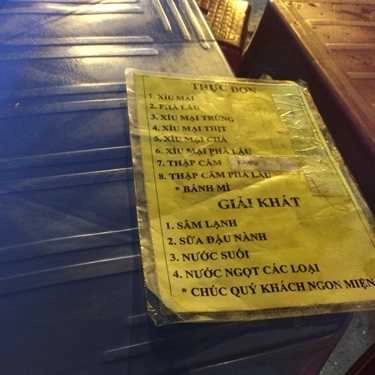 THỰC ĐƠN
1. XÍU MẠI
2. PHÁ LẤU
3. XÍU MẠI TRỨNG
4. XÍU MẠI THỊT
5. XÍU MẠI CHẢ
6. XÍU MẠI PHÁ LẤU
7. THẬP CẨM
8. THẬP CẨM PHÁ LẤU
* BÁNH MÌ
GIẢI KHÁT
1. SÂM LẠNH
2. SỮA ĐẬU NÀNH
3. NƯỚC SUỐI
4. NƯỚC NGỌT CÁC LOẠI
* CHÚC QUÝ KHÁCH NGON MIỆN